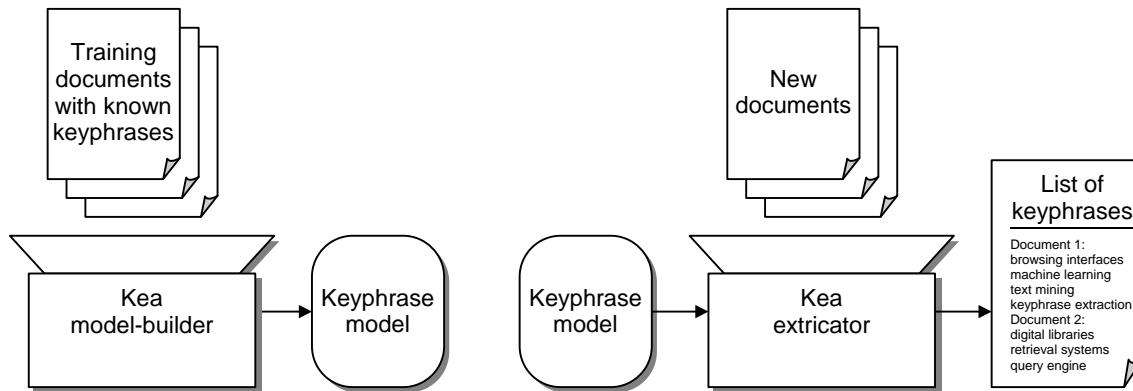 Training
documents
with known
keyphrases
Kea
model-builder
Keyphrase
model
New
documents
Keyphrase
model
Kea
extricator
List of
keyphrases
Document 1:
browsing interfaces
machine learning
text mining
keyphrase extraction
Document 2:
digital libraries
retrieval systems
query engine